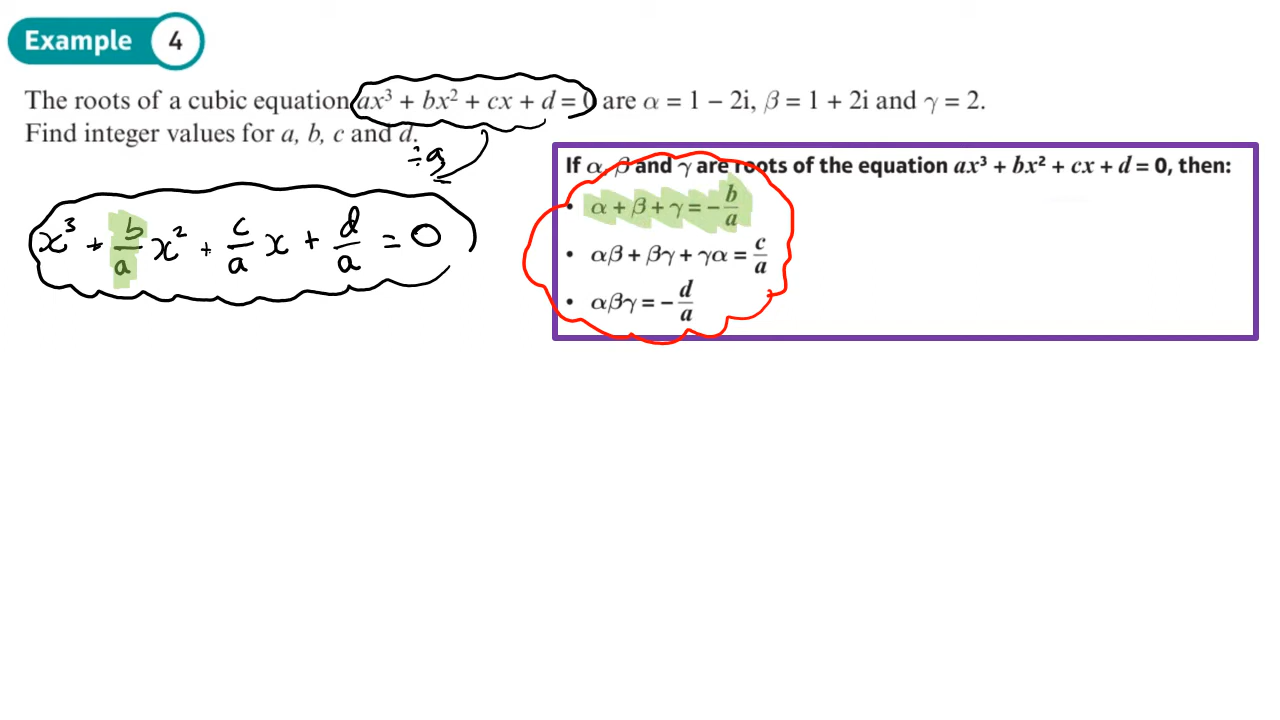 Example 4
The roots of a cubic equation ax³ + bx² + cx + d = 0 are α = 1 − 2i, β = 1 + 2i and γ = 2.
Find integer values for a, b, c and d.
÷a
x³ + b/a x² + c/a x + d/a = 0
If α, β and γ are roots of the equation ax³ + bx² + cx + d = 0, then:
• α + β + γ = − b/a
• αβ + βγ + γα = c/a
• αβγ = − d/a